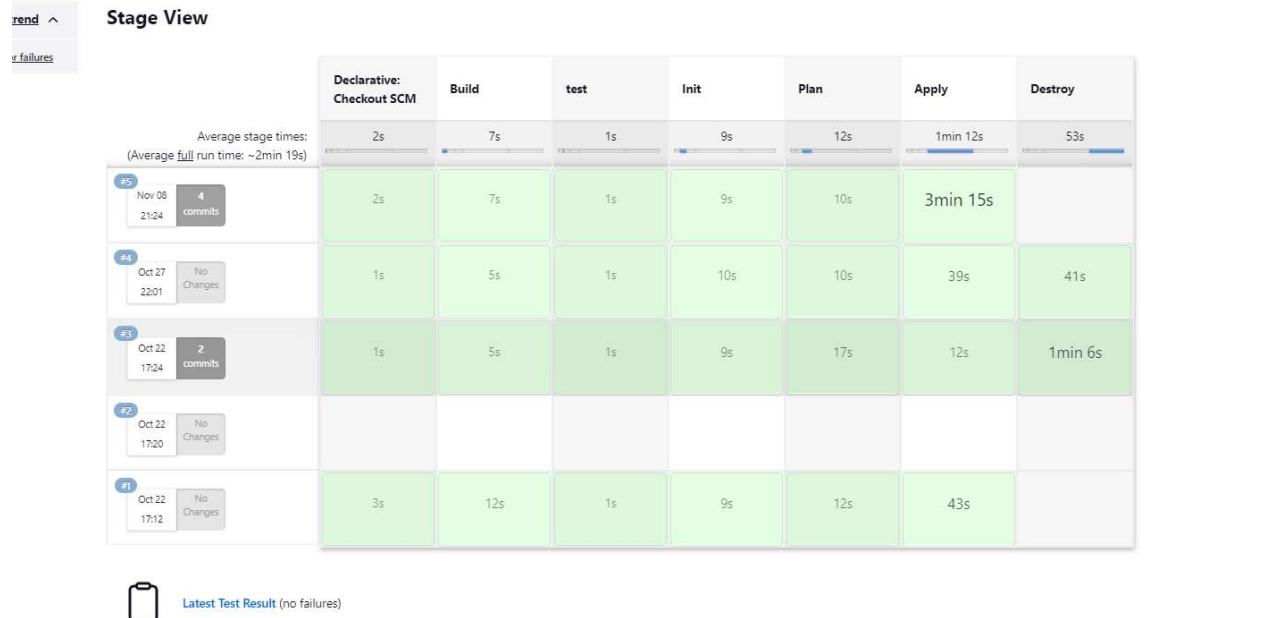 rend
Stage View
r failures
Declarative:
Checkout SCM
Build
test
Init
Plan
Apply
Destroy
Average stage times:
(Average full run time: ~2min 19s)
2s
7s
1s
9s
12s
1min 12s
53s
#5
Nov 08
21:24
4
commits
2s
7s
1s
9s
10s
3min 15s
#4
Oct 27
22:01
No
Changes
1s
5s
1s
10s
10s
39s
41s
#3
Oct 22
17:24
2
commits
1s
5s
1s
9s
17s
12s
1min 6s
#2
Oct 22
17:20
No
Changes
#1
Oct 22
17:12
No
Changes
3s
12s
1s
9s
12s
43s
Latest Test Result (no failures)